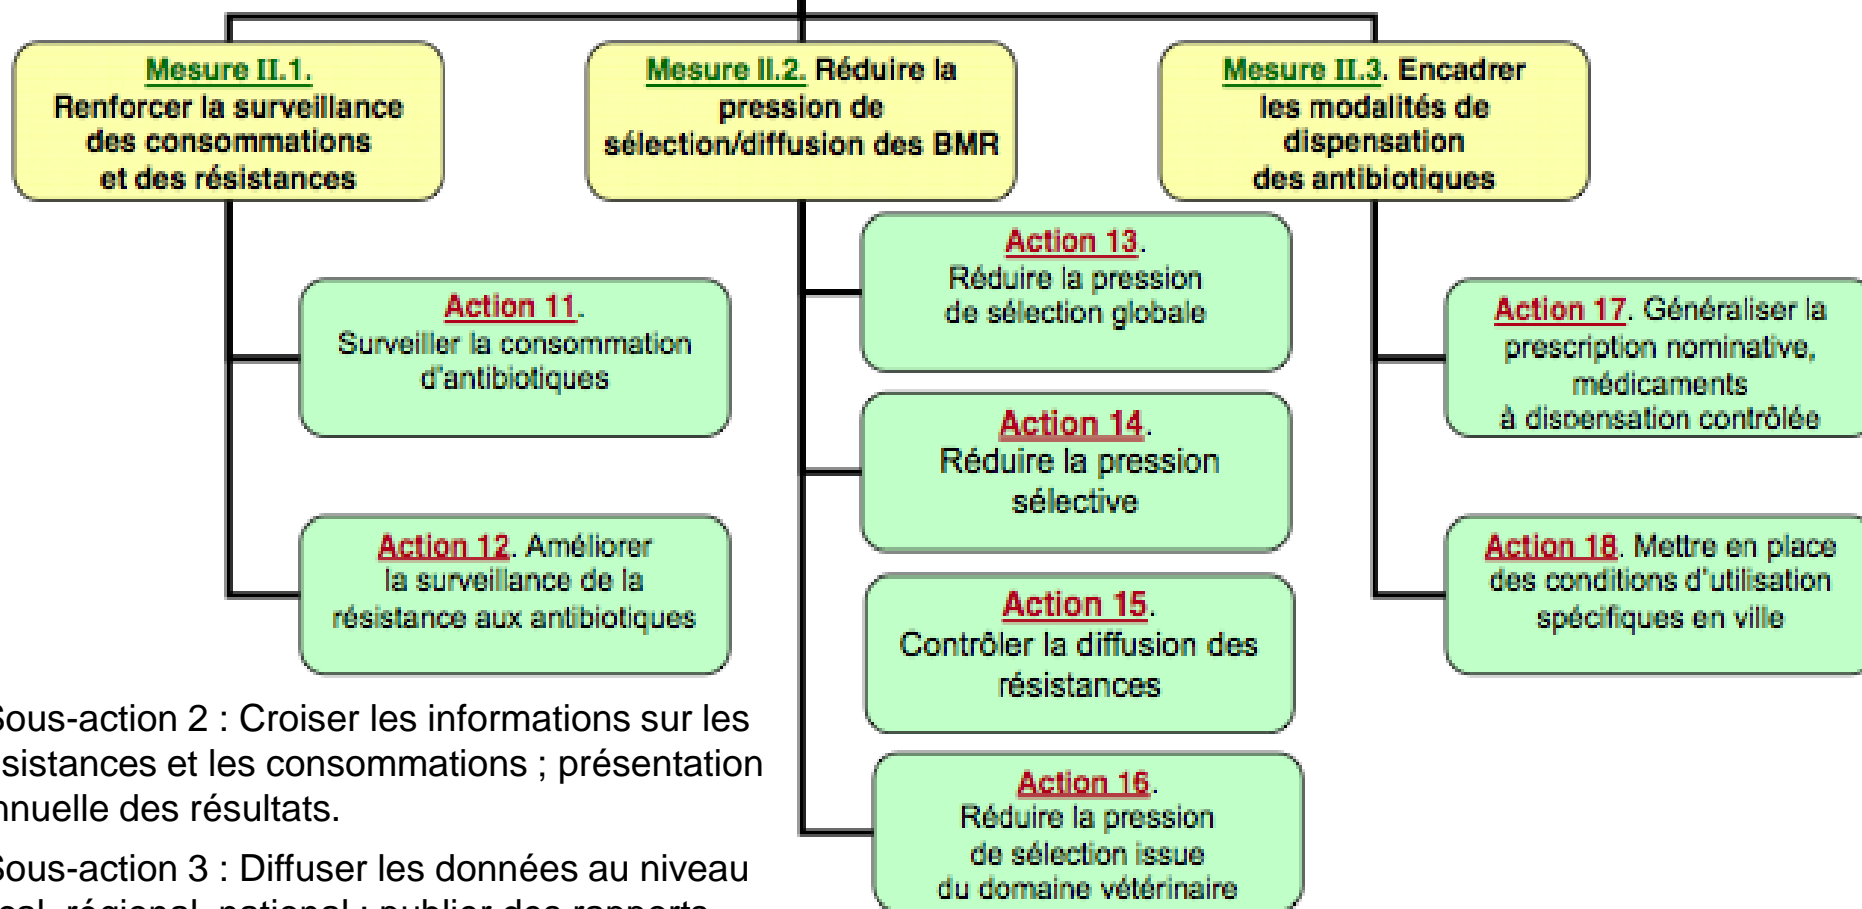 Mesure II.1.
Renforcer la surveillance
des consommations
et des résistances
Mesure II.2. Réduire la
pression de
sélection/diffusion des BMR
Mesure II.3. Encadrer
les modalités de
dispensation
des antibiotiques
Action 11.
Surveiller la consommation
d'antibiotiques
Action 12. Améliorer
la surveillance de la
résistance aux antibiotiques
Action 13.
Réduire la pression
de sélection globale
Action 14.
Réduire la pression
sélective
Action 15.
Contrôler la diffusion des
résistances
Action 16.
Réduire la pression
de sélection issue
du domaine vétérinaire
Action 17. Généraliser la
prescription nominative,
médicaments
à dispensation contrôlée
Action 18. Mettre en place
des conditions d'utilisation
spécifiques en ville
Sous-action 2 : Croiser les informations sur les
sistances et les consommations ; présentation
nnuelle des résultats.
Sous-action 3 : Diffuser les données au niveau
cal, régional, national ; publier des rapports